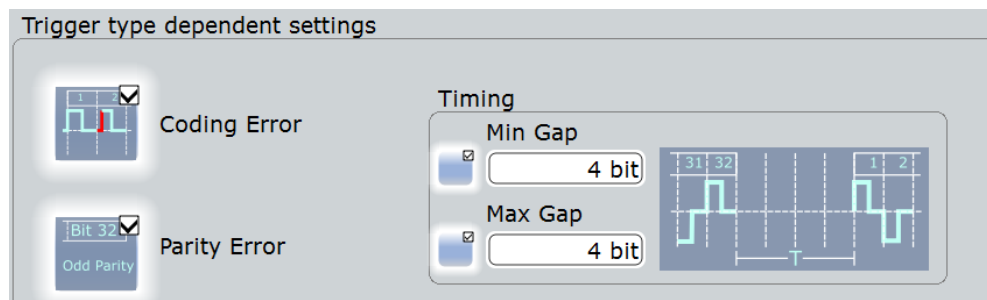 Trigger type dependent settings
1 2
Coding Error
Timing
Min Gap
4 bit
31 32 1 2
Max Gap
4 bit
T
Bit 32
Odd Parity
Parity Error